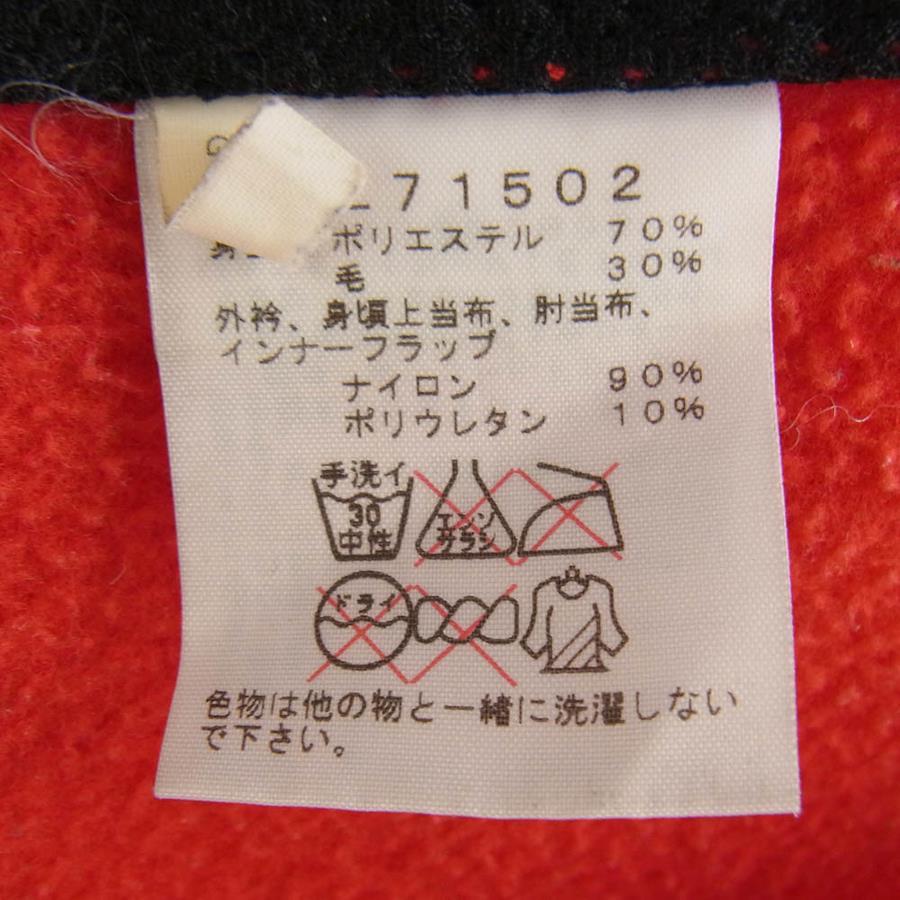 71502
ポリエステル 70%
毛 30%
外衿、身頃上当布、肘当布、
インナーフラップ
ナイロン 90%
ポリウレタン 10%
手洗イ
30
中性
エンソ
サラシ
ドライ
色物は他の物と一緒に洗濯しない
で下さい。